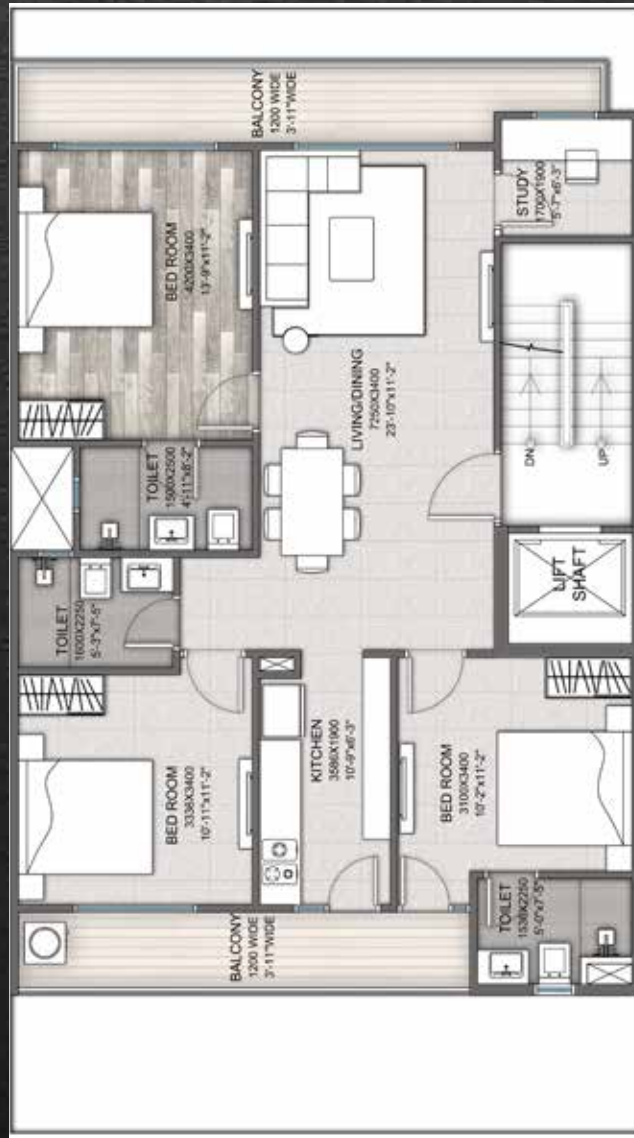 BALCONY
1200 WIDE
3'-11"WIDE
BED ROOM
4200X3400
13'-9"x11'-2"
STUDY
1700X1900
5'-7"x6'-3"
LIVING/DINING
7250X3400
23'-10"x11'-2"
TOILET
1500X2500
4'-11"x8'-2"
DN
UP
LIFT
SHAFT
TOILET
1600X2250
5'-3"x7'-5"
BED ROOM
3336X3400
10'-11"x11'-2"
KITCHEN
3586X1900
10'-9"x6'-3"
BED ROOM
3100X3400
10'-2"x11'-2"
BALCONY
1200 WIDE
3'-11"WIDE
TOILET
1536X2250
5'-0"x7'-5"